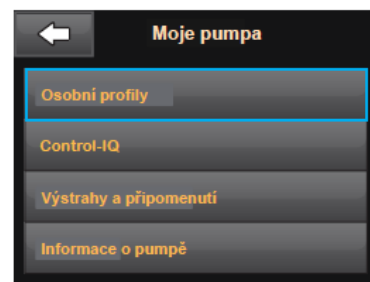 Moje pumpa
Osobní profily
Control-IQ
Výstrahy a připomenutí
Informace o pumpě